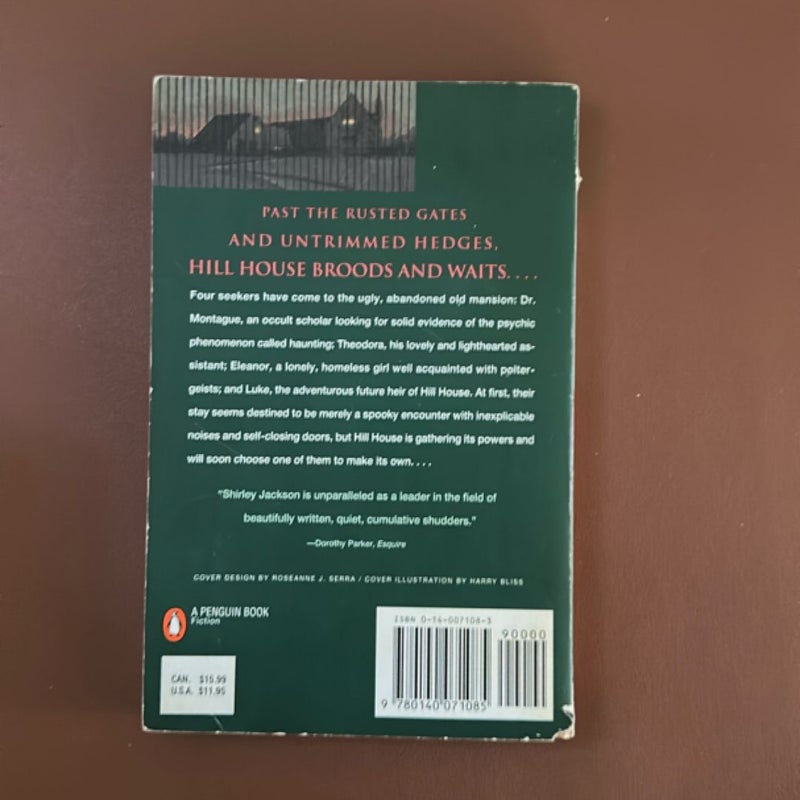 PAST THE RUSTED GATES
AND UNTRIMMED HEDGES,
HILL HOUSE BROODS AND WAITS. . . .
Four seekers have come to the ugly, abandoned old mansion: Dr.
Montague, an occult scholar looking for solid evidence of the psychic
phenomenon called haunting; Theodora, his lovely and lighthearted as-
sistant; Eleanor, a lonely, homeless girl well acquainted with polter-
geists; and Luke, the adventurous future heir of Hill House. At first, their
stay seems destined to be merely a spooky encounter with inexplicable
noises and self-closing doors, but Hill House is gathering its powers and
will soon choose one of them to make its own. . . .
"Shirley Jackson is unparalleled as a leader in the field of
beautifully written, quiet, cumulative shudders."
—Dorothy Parker, Esquire
COVER DESIGN BY ROSEANNE J. SERRA / COVER ILLUSTRATION BY HARRY BLISS
A PENGUIN BOOK
Fiction
CAN. $15.99
U.S.A. $11.95
ISBN 0-14-007108-3
90000
9 780140 071085